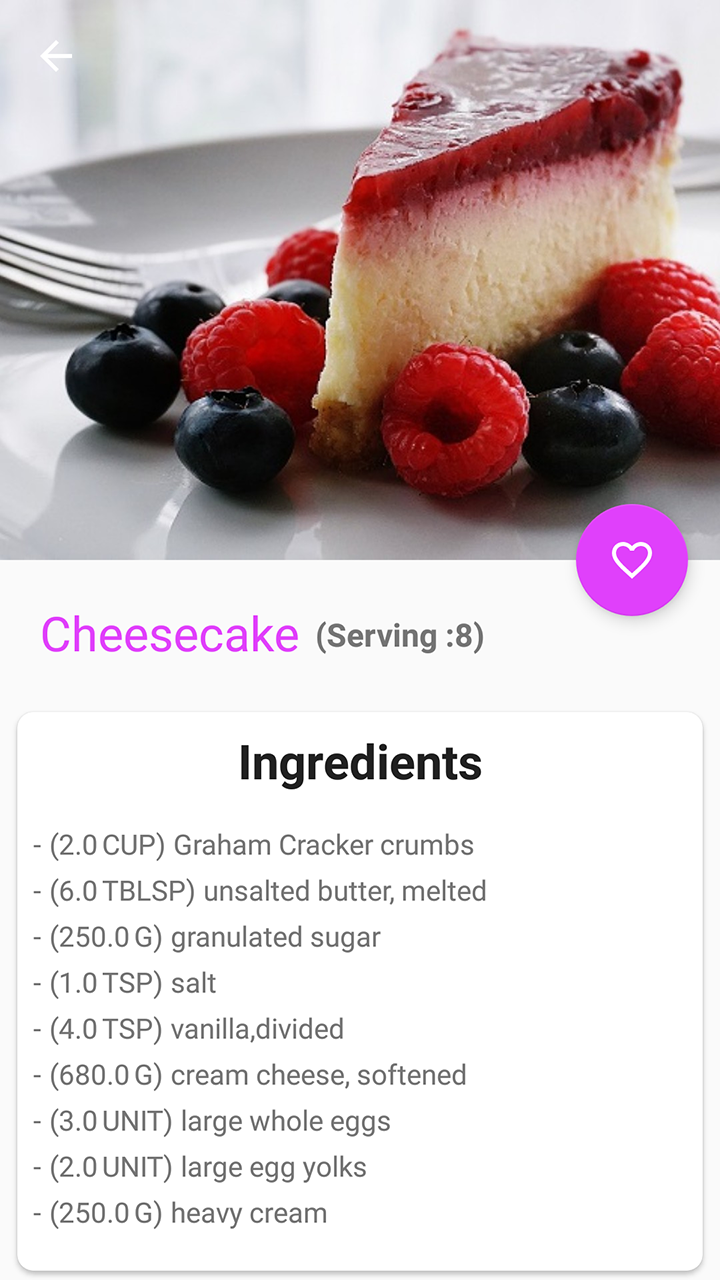 Cheesecake (Serving :8)
Ingredients
- (2.0 CUP) Graham Cracker crumbs
- (6.0 TBLSP) unsalted butter, melted
- (250.0 G) granulated sugar
- (1.0 TSP) salt
- (4.0 TSP) vanilla,divided
- (680.0 G) cream cheese, softened
- (3.0 UNIT) large whole eggs
- (2.0 UNIT) large egg yolks
- (250.0 G) heavy cream